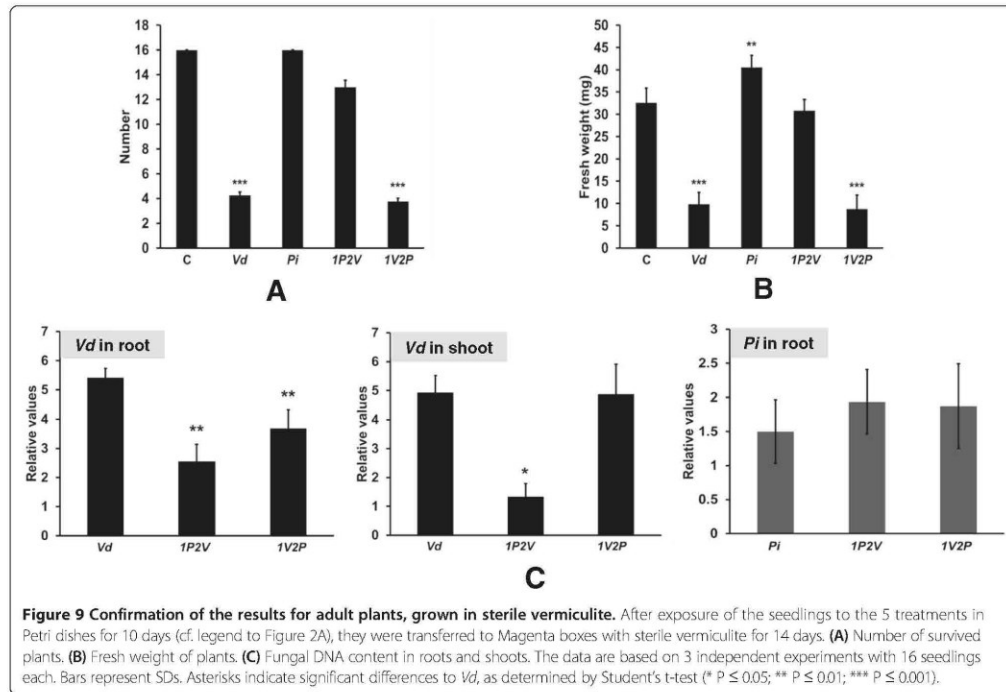 18
16
14
12
10
8
6
4
2
0
Number
***
***
C Vd Pi 1P2V 1V2P
A
50
45
40
35
30
25
20
15
10
5
0
Fresh weight (mg)
***
**
***
C Vd Pi 1P2V 1V2P
B
7
6
5
4
3
2
1
0
Relative values
Vd in root
**
**
Vd 1P2V 1V2P
7
6
5
4
3
2
1
0
Relative values
Vd in shoot
*
Vd 1P2V 1V2P
3
2.5
2
1.5
1
0.5
0
Relative values
Pi in root
Pi 1P2V 1V2P
C
Figure 9 Confirmation of the results for adult plants, grown in sterile vermiculite. After exposure of the seedlings to the 5 treatments in
Petri dishes for 10 days (cf. legend to Figure 2A), they were transferred to Magenta boxes with sterile vermiculite for 14 days. (A) Number of survived
plants. (B) Fresh weight of plants. (C) Fungal DNA content in roots and shoots. The data are based on 3 independent experiments with 16 seedlings
each. Bars represent SDs. Asterisks indicate significant differences to Vd, as determined by Student's t-test (* P ≤ 0.05; ** P ≤ 0.01; *** P ≤ 0.001).